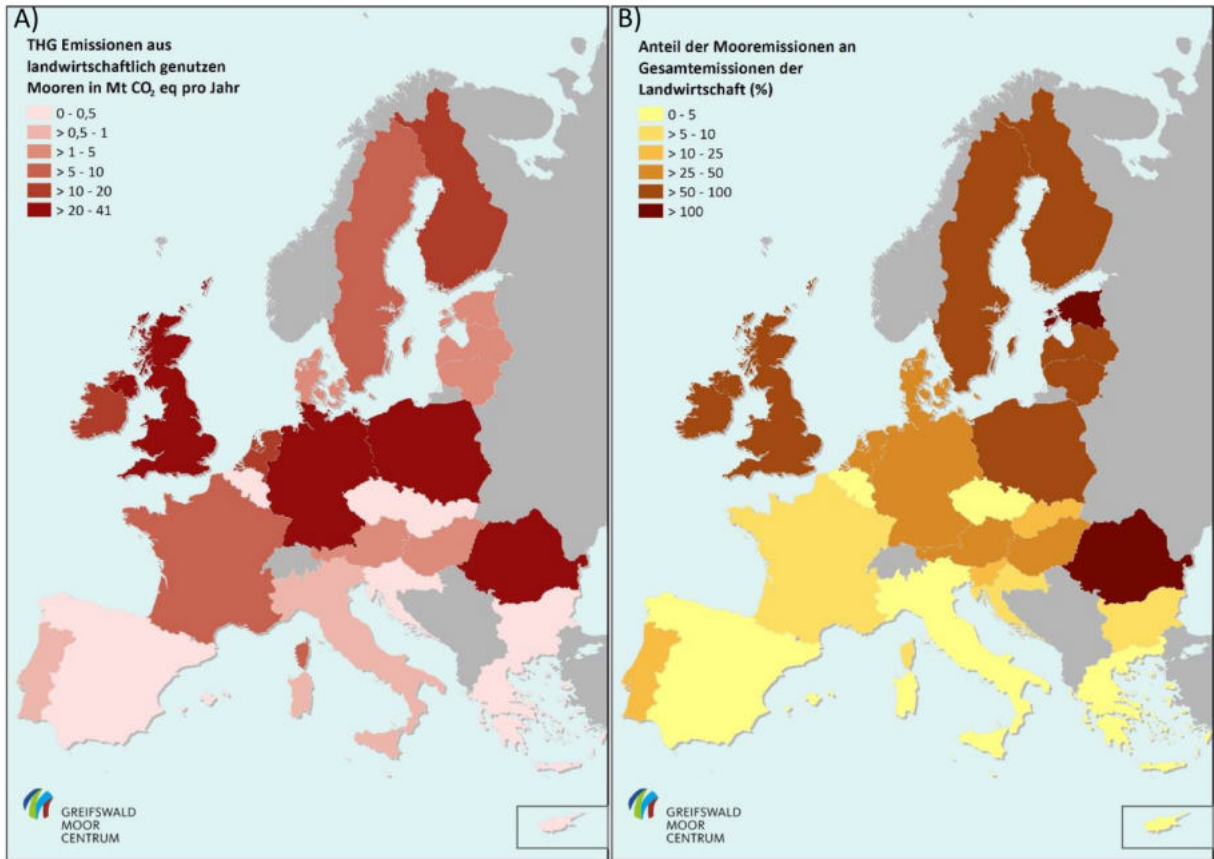 A)
THG Emissionen aus
landwirtschaftlich genutzen
Mooren in Mt CO₂ eq pro Jahr
0 - 0,5
> 0,5 - 1
> 1 - 5
> 5 - 10
> 10 - 20
> 20 - 41
GREIFSWALD
MOOR
CENTRUM
B)
Anteil der Mooremissionen an
Gesamtemissionen der
Landwirtschaft (%)
0 - 5
> 5 - 10
> 10 - 25
> 25 - 50
> 50 - 100
> 100
GREIFSWALD
MOOR
CENTRUM